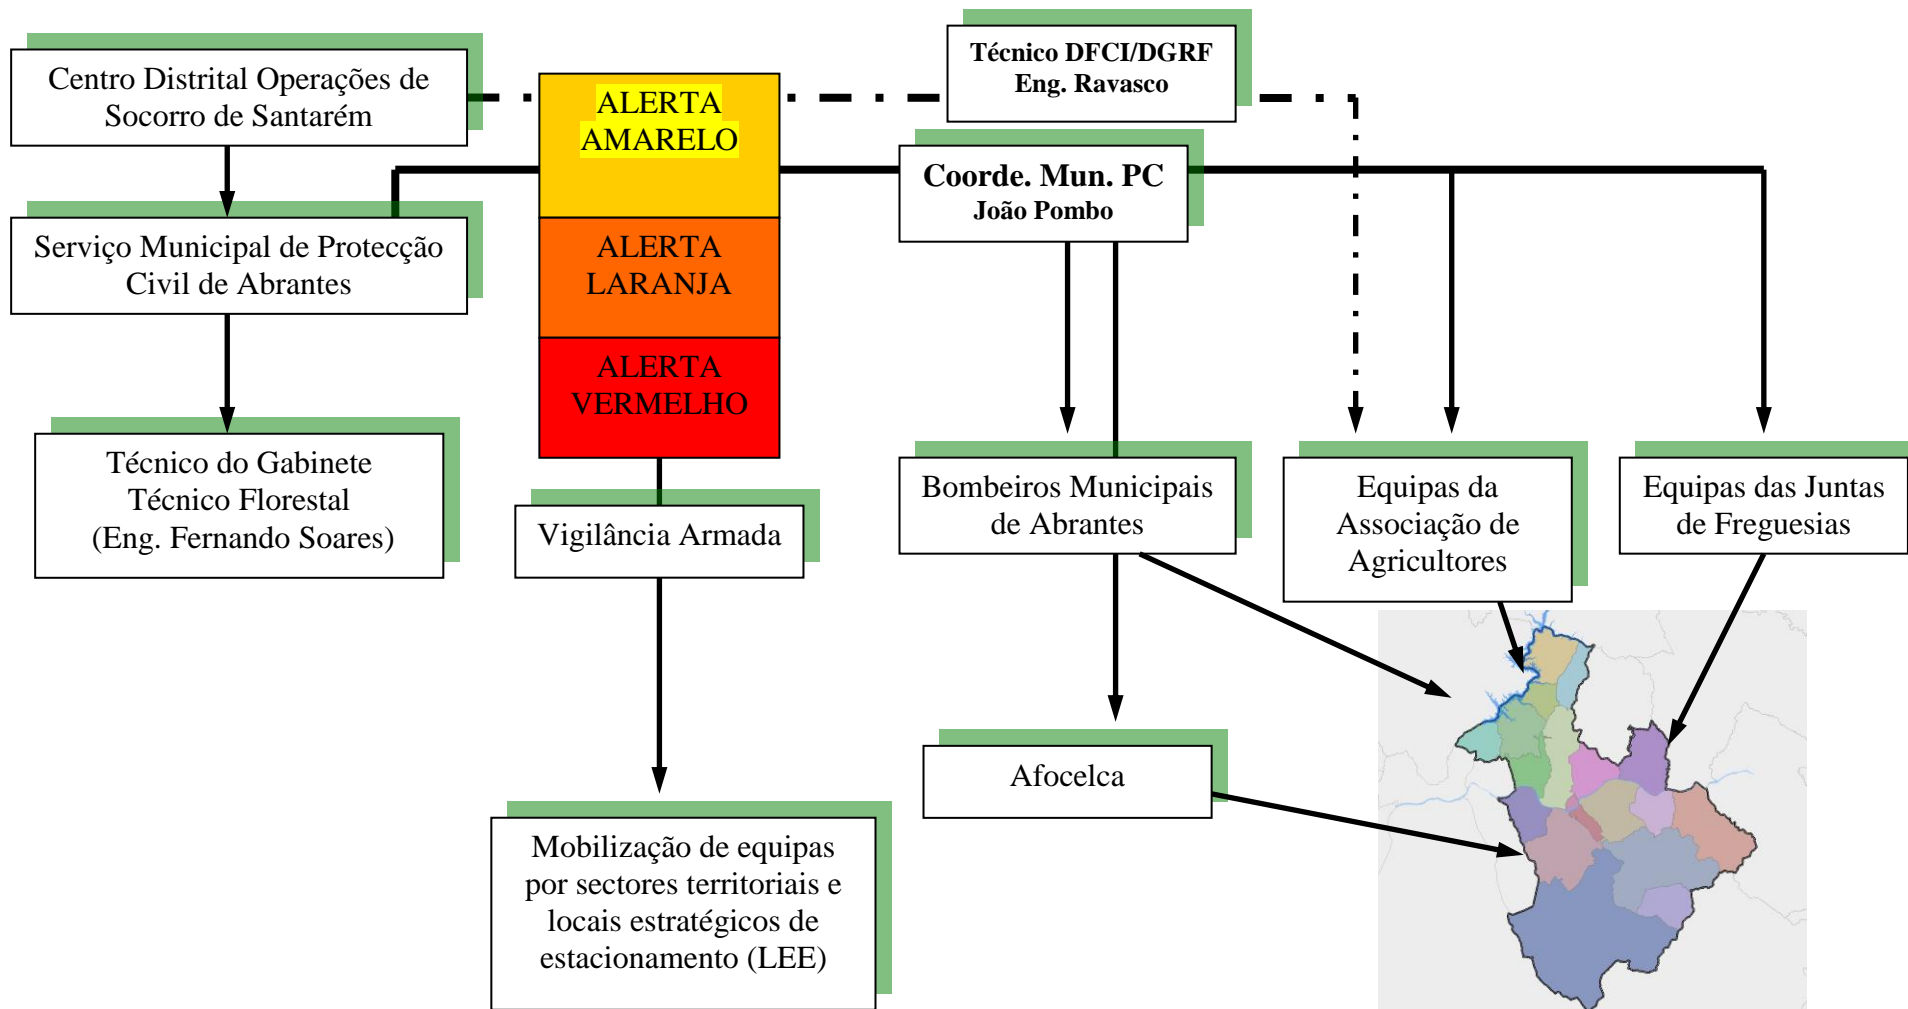 Centro Distrital Operações de
Socorro de Santarém
ALERTA
AMARELO
Técnico DFCI/DGRF
Eng. Ravasco
Coorde. Mun. PC
João Pombo
Serviço Municipal de Protecção
Civil de Abrantes
ALERTA
LARANJA
ALERTA
VERMELHO
Técnico do Gabinete
Técnico Florestal
(Eng. Fernando Soares)
Vigilância Armada
Bombeiros Municipais
de Abrantes
Equipas da
Associação de
Agricultores
Equipas das Juntas
de Freguesias
Afocelca
Mobilização de equipas
por sectores territoriais e
locais estratégicos de
estacionamento (LEE)